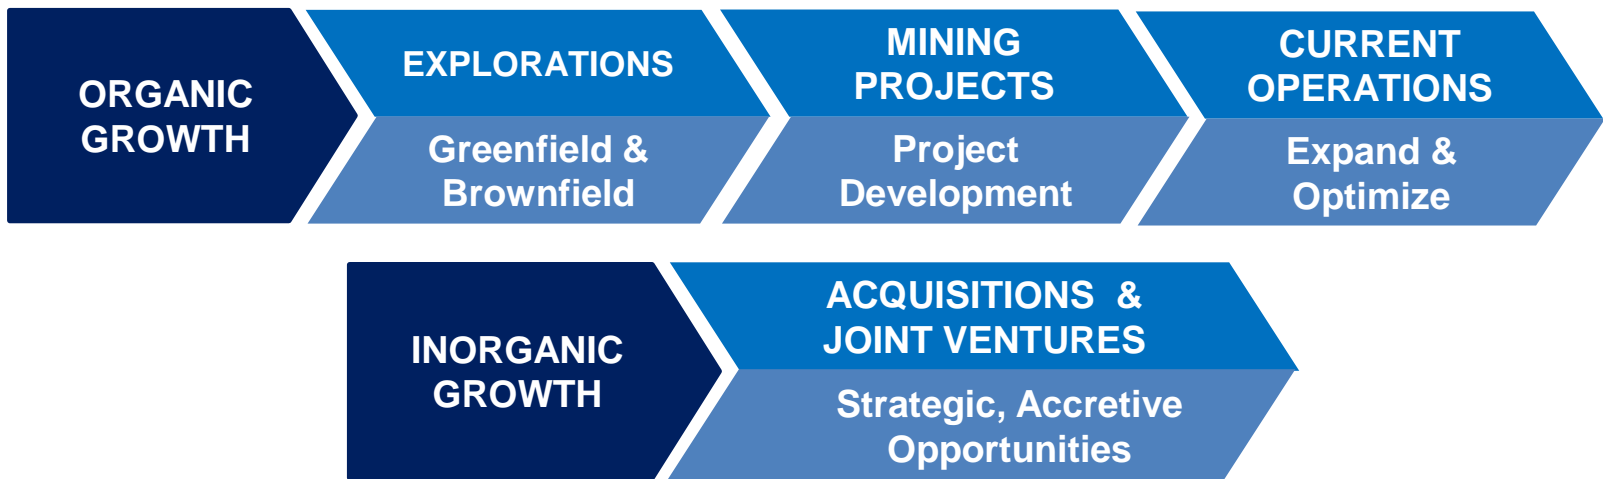 ORGANIC
GROWTH
EXPLORATIONS
Greenfield &
Brownfield
MINING
PROJECTS
Project
Development
CURRENT
OPERATIONS
Expand &
Optimize
INORGANIC
GROWTH
ACQUISITIONS &
JOINT VENTURES
Strategic, Accretive
Opportunities